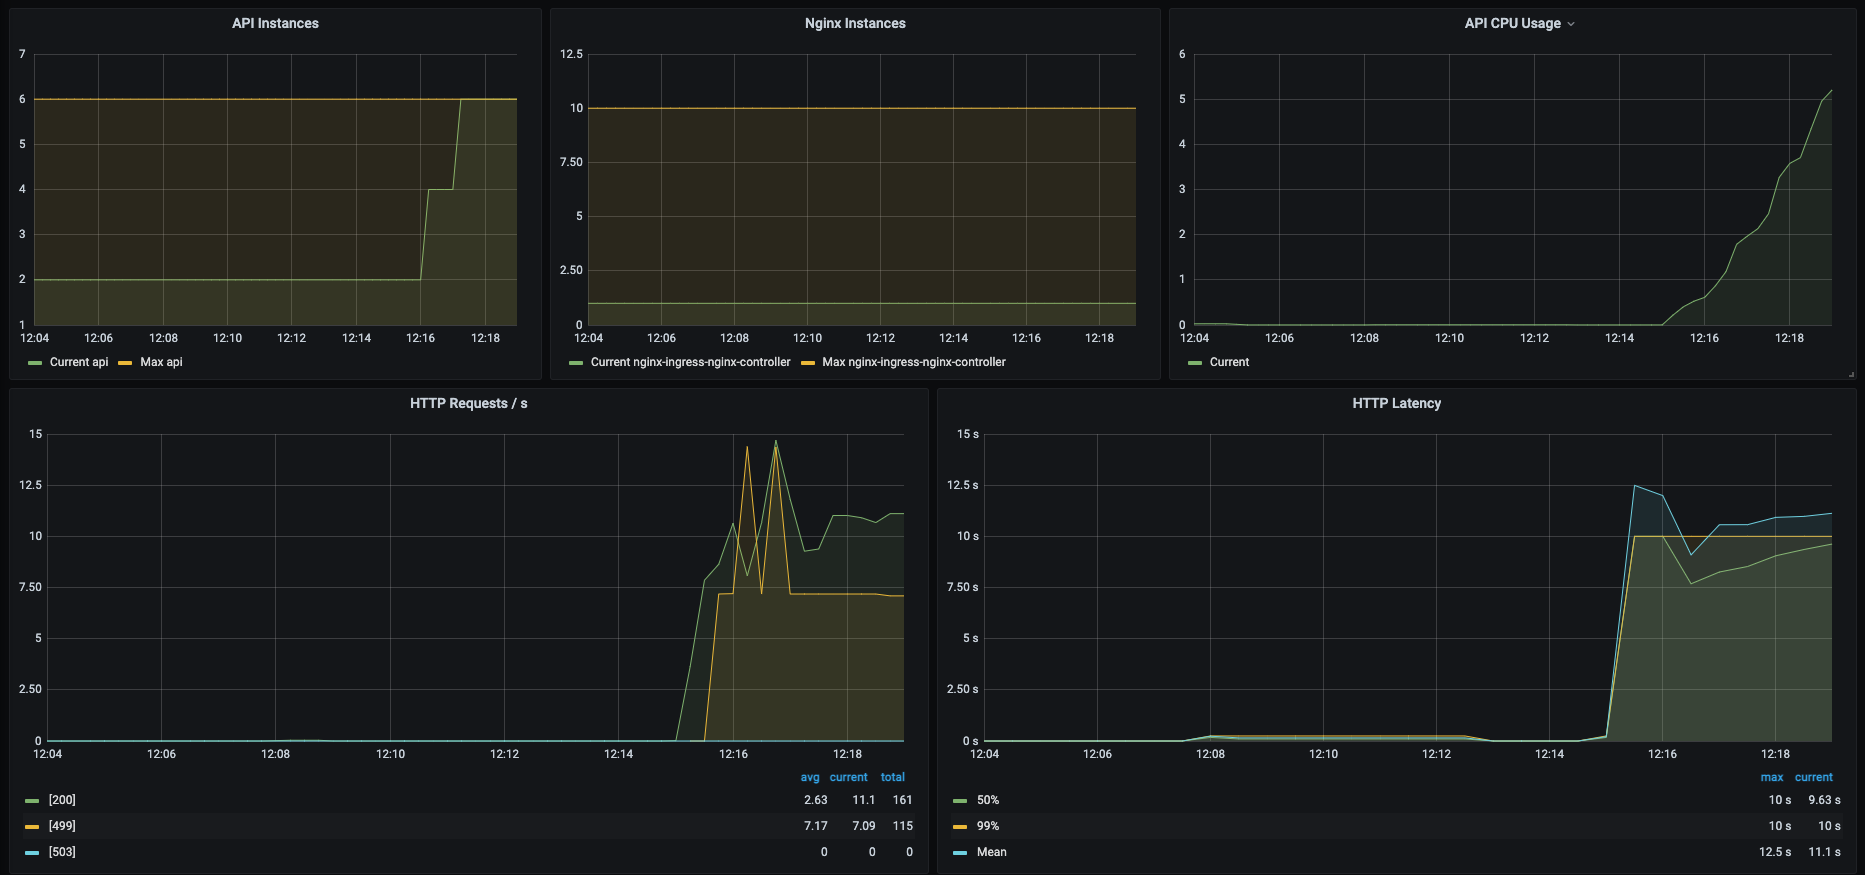 API Instances
7
6
5
4
3
2
1
12:04 12:06 12:08 12:10 12:12 12:14 12:16 12:18
Current api Max api
Nginx Instances
12.5
10
7.50
5
2.50
0
12:04 12:06 12:08 12:10 12:12 12:14 12:16 12:18
Current nginx-ingress-nginx-controller Max nginx-ingress-nginx-controller
API CPU Usage
6
5
4
3
2
1
0
12:04 12:06 12:08 12:10 12:12 12:14 12:16 12:18
Current
HTTP Requests / s
15
12.5
10
7.50
5
2.50
0
12:04 12:06 12:08 12:10 12:12 12:14 12:16 12:18
avg current total
[200] 2.63 11.1 161
[499] 7.17 7.09 115
[503] 0 0 0
HTTP Latency
15 s
12.5 s
10 s
7.50 s
5 s
2.50 s
0 s
12:04 12:06 12:08 12:10 12:12 12:14 12:16 12:18
max current
50% 10 s 9.63 s
99% 10 s 10 s
Mean 12.5 s 11.1 s